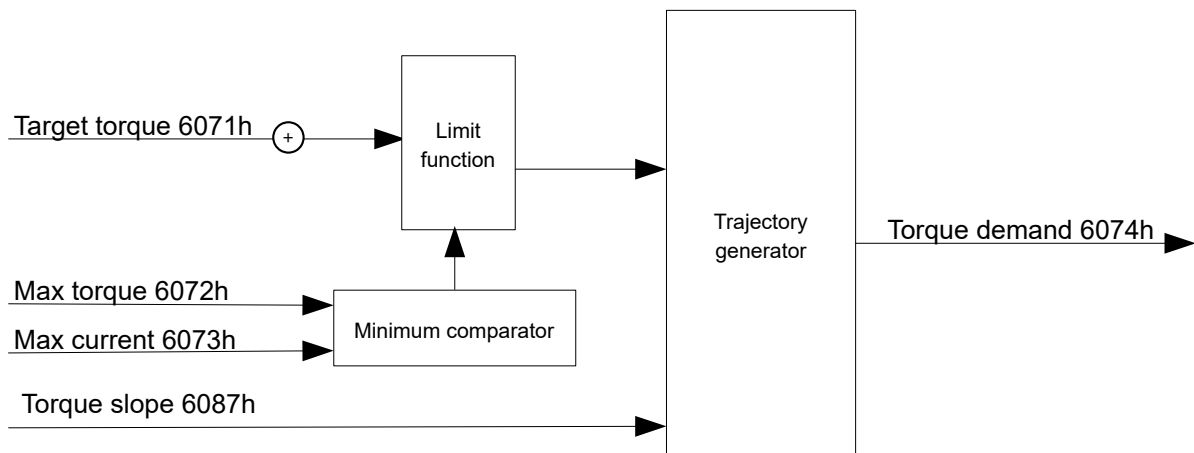 Target torque 6071h
+
Limit
function
Trajectory
generator
Torque demand 6074h
Max torque 6072h
Minimum comparator
Max current 6073h
Torque slope 6087h